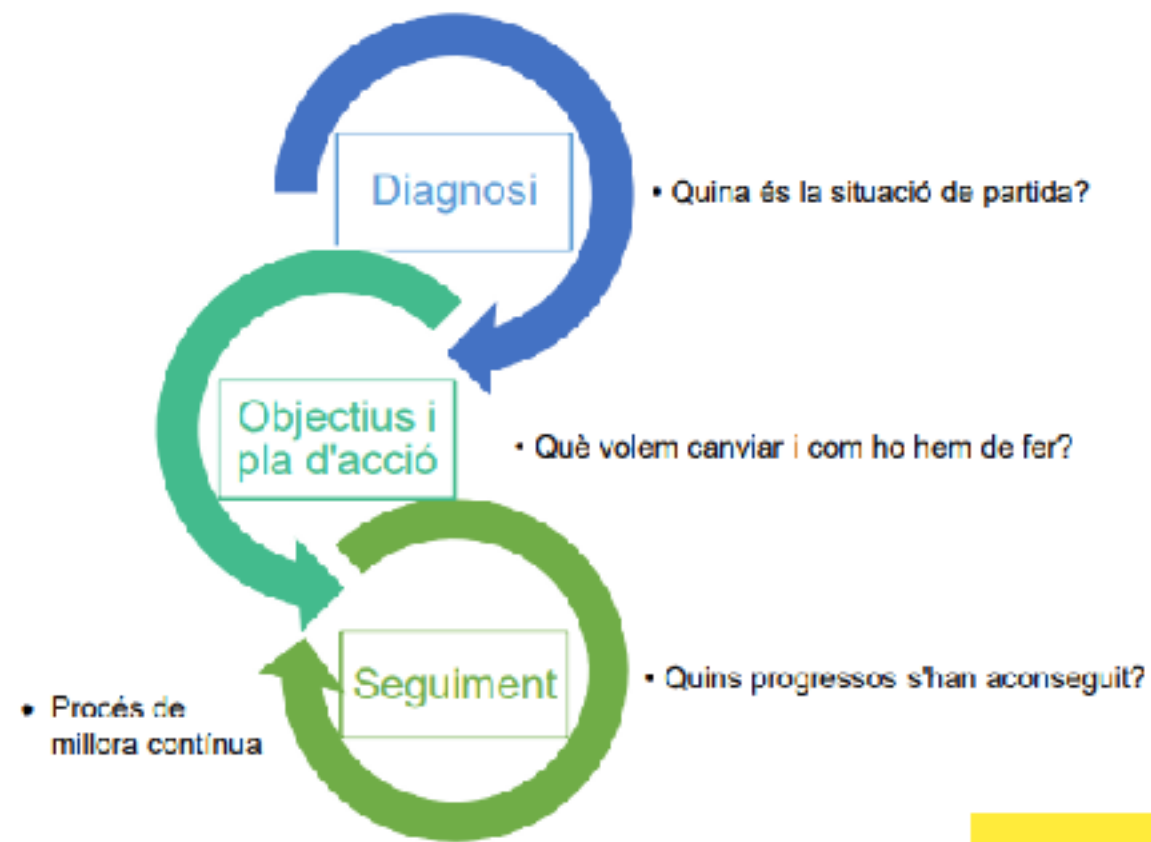 Diagnosi
• Quina és la situació de partida?
Objectius i
pla d'acció
• Què volem canviar i com ho hem de fer?
Seguiment
• Quins progressos s'han aconseguit?
• Procés de
millora contínua